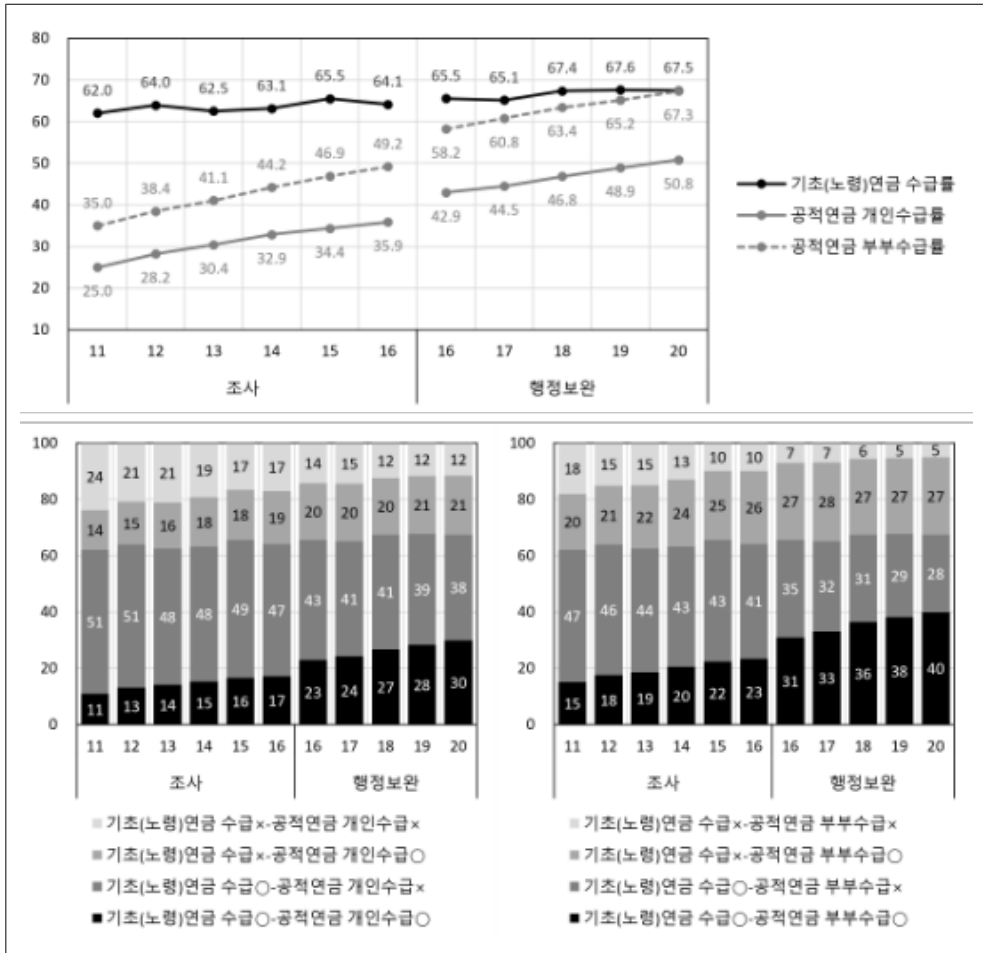 80
70
60
50
40
30
20
10
62.0 64.0 62.5 63.1 65.5 64.1 65.5 65.1 67.4 67.6 67.5
35.0 38.4 41.1 44.2 46.9 49.2 58.2 60.8 63.4 65.2 67.3
25.0 28.2 30.4 32.9 34.4 35.9 42.9 44.5 46.8 48.9 50.8
11 12 13 14 15 16 16 17 18 19 20
조사 행정보완
기초(노령)연금 수급률
공적연금 개인수급률
공적연금 부부수급률
100
80
60
40
20
0
24 21 21 19 17 17 14 15 12 12 12
14 15 16 18 18 19 20 20 20 21 21
51 51 48 48 49 47 43 41 41 39 38
11 13 14 15 16 17 23 24 27 28 30
11 12 13 14 15 16 16 17 18 19 20
조사 행정보완
기초(노령)연금 수급×-공적연금 개인수급×
기초(노령)연금 수급×-공적연금 개인수급○
기초(노령)연금 수급○-공적연금 개인수급×
기초(노령)연금 수급○-공적연금 개인수급○
100
80
60
40
20
0
18 15 15 13 10 10 7 7 6 5 5
20 21 22 24 25 26 27 28 27 27 27
47 46 44 43 43 41 35 32 31 29 28
15 18 19 20 22 23 31 33 36 38 40
11 12 13 14 15 16 16 17 18 19 20
조사 행정보완
기초(노령)연금 수급×-공적연금 부부수급×
기초(노령)연금 수급×-공적연금 부부수급○
기초(노령)연금 수급○-공적연금 부부수급×
기초(노령)연금 수급○-공적연금 부부수급○